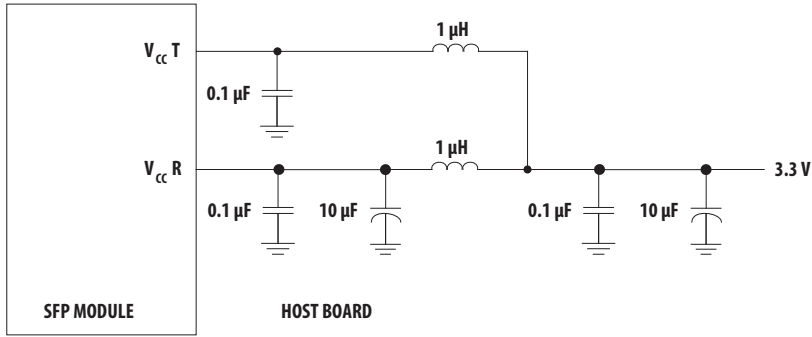 1 µH
V_CC T
0.1 µF
1 µH
V_CC R
3.3 V
0.1 µF
10 µF
0.1 µF
10 µF
SFP MODULE
HOST BOARD